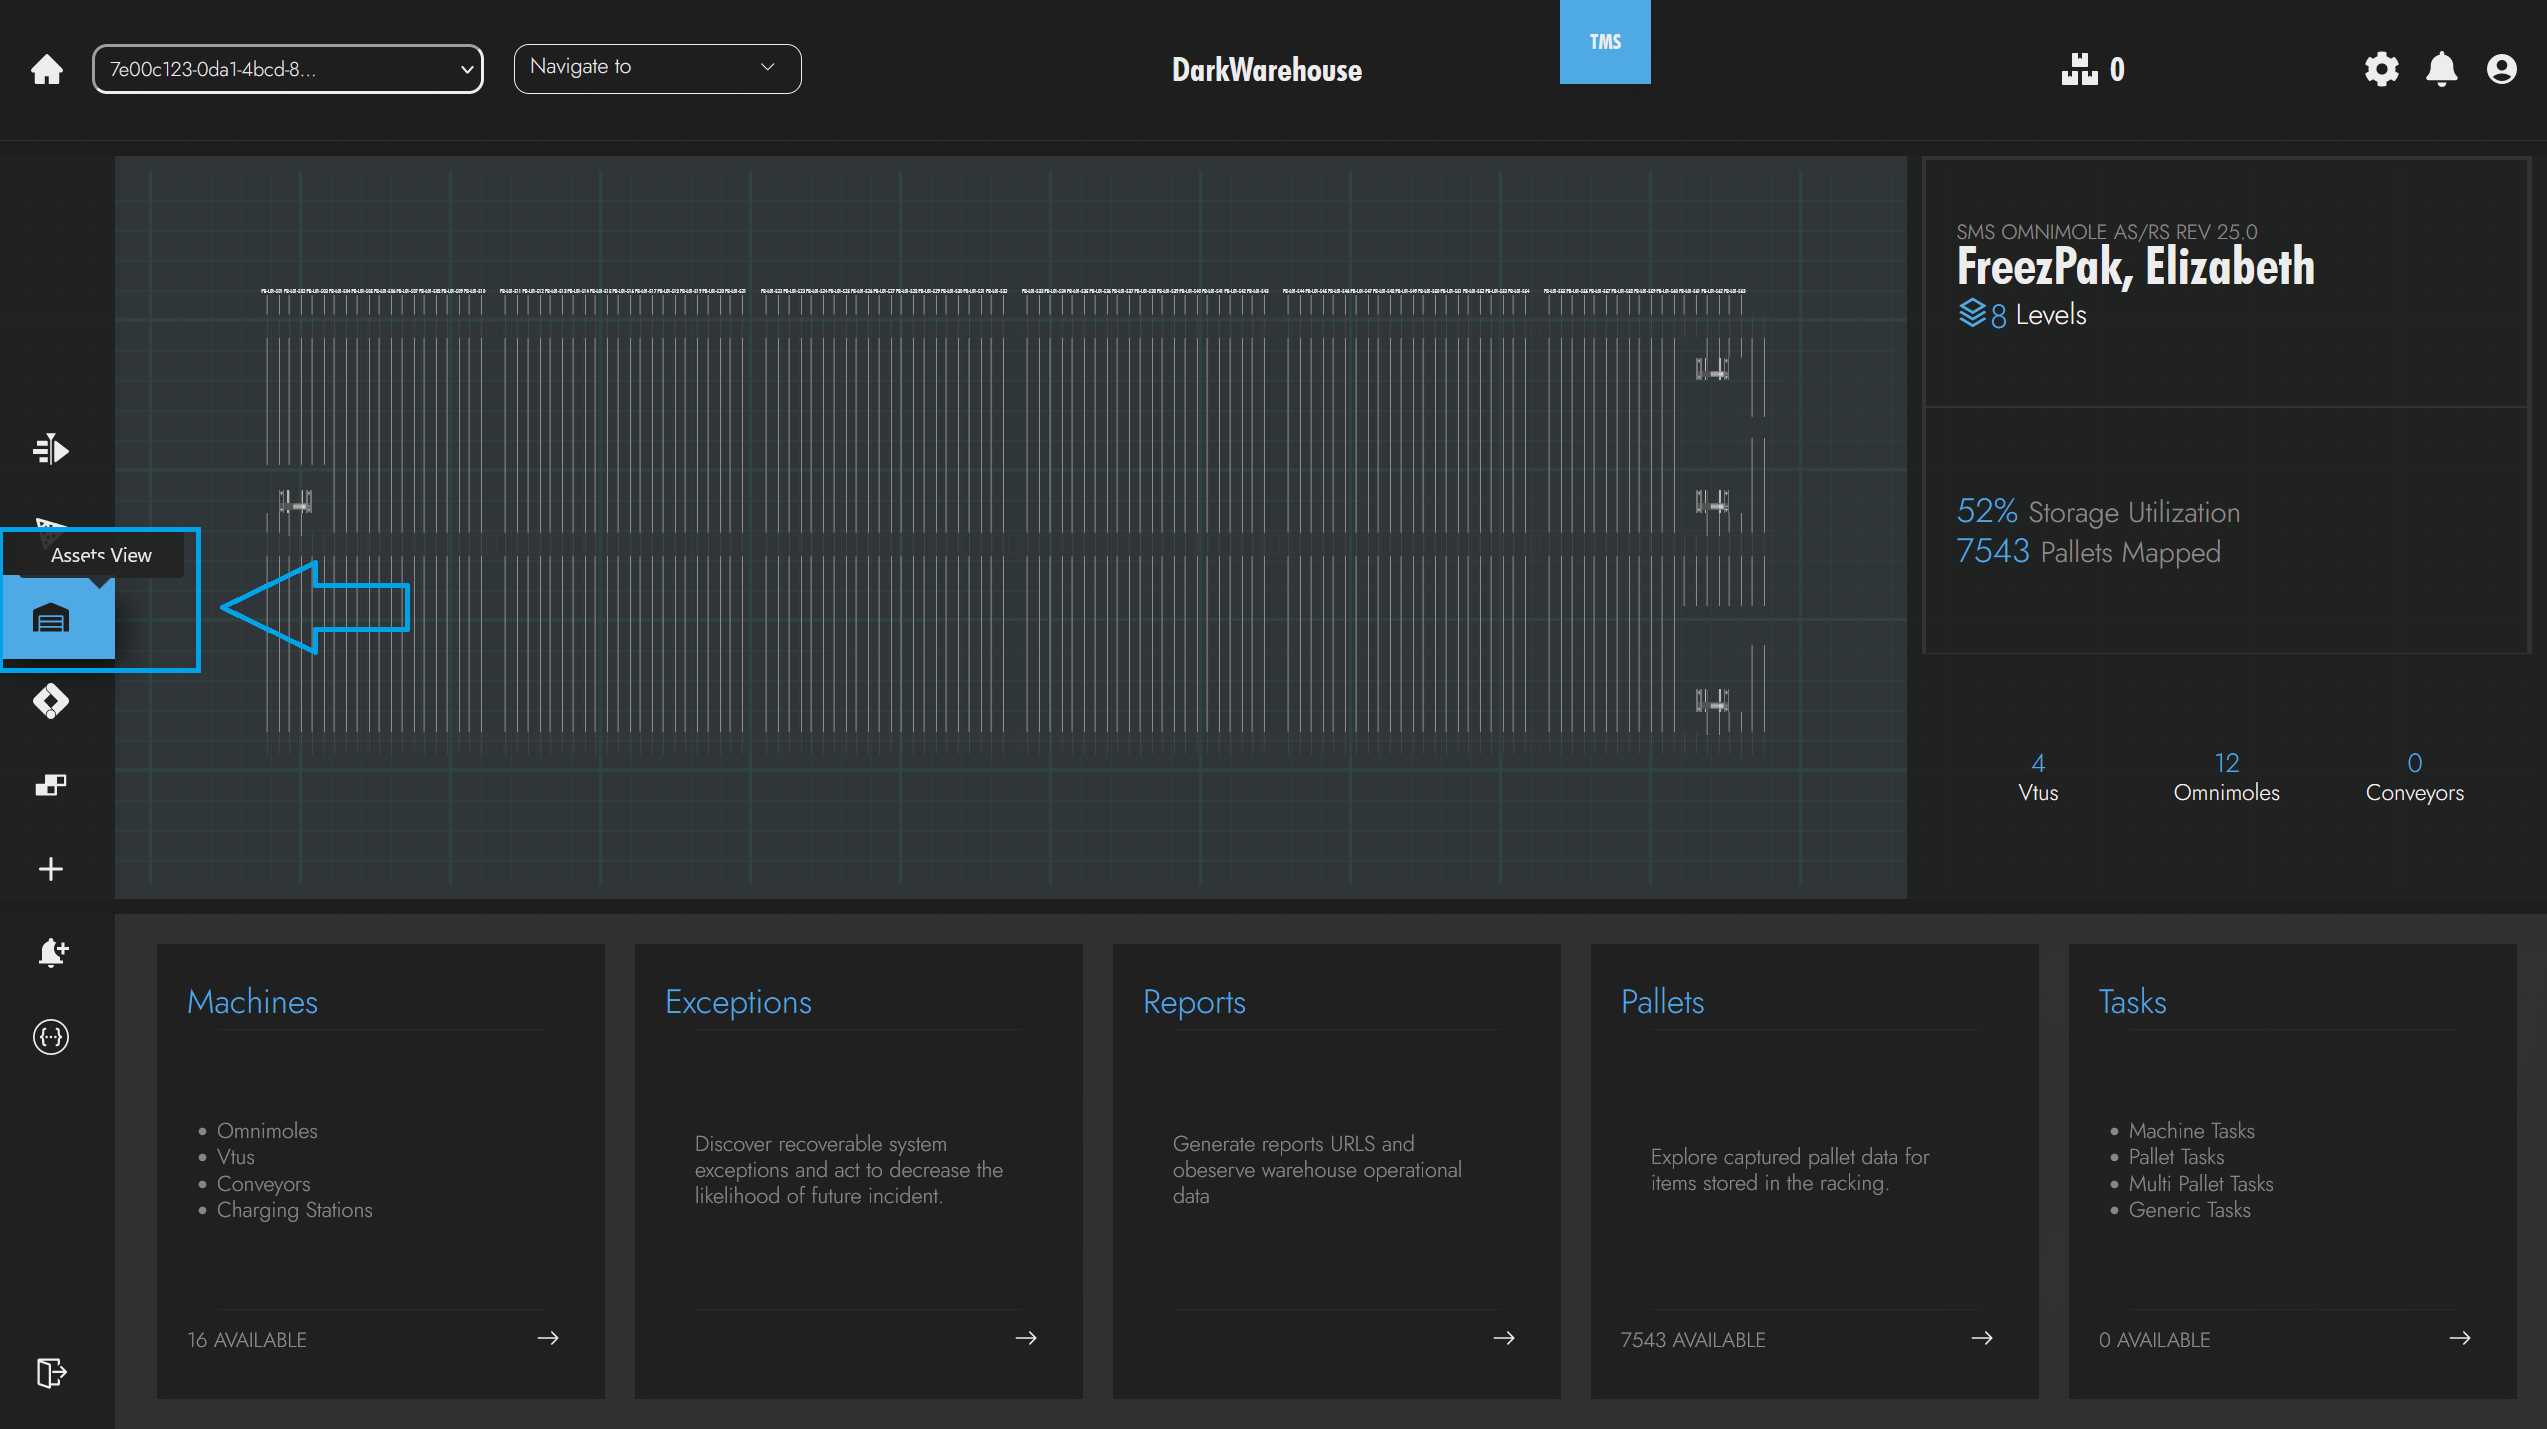 7e00c123-0da1-4bcd-8...
Navigate to
DarkWarehouse
TMS
0
SMS OMNIMOLE AS/RS REV 25.0
FreezPak, Elizabeth
8 Levels
52% Storage Utilization
7543 Pallets Mapped
Assets View
4
Vtus
12
Omnimoles
0
Conveyors
Machines
Omnimoles
Vtus
Conveyors
Charging Stations
16 AVAILABLE
Exceptions
Discover recoverable system
exceptions and act to decrease the
likelihood of future incident.
Reports
Generate reports URLS and
obeserve warehouse operational
data
Pallets
Explore captured pallet data for
items stored in the racking.
7543 AVAILABLE
Tasks
Machine Tasks
Pallet Tasks
Multi Pallet Tasks
Generic Tasks
0 AVAILABLE